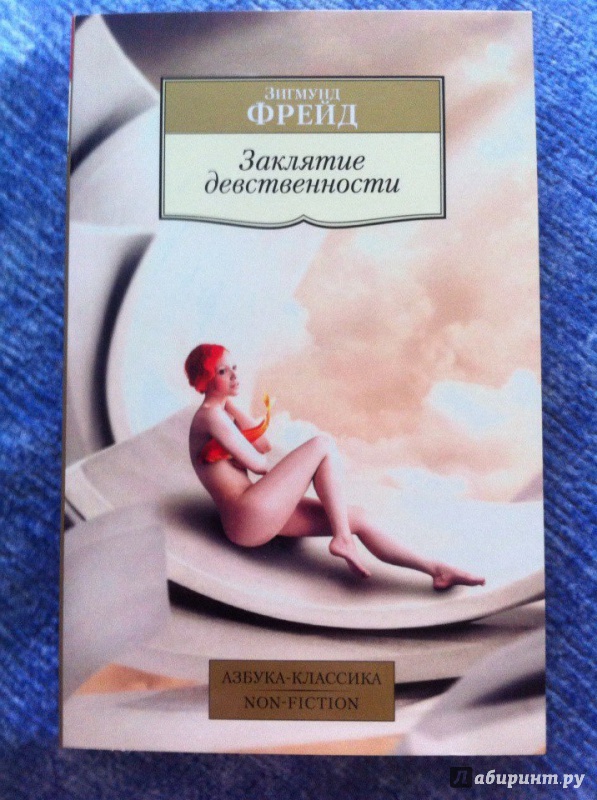 Зигмунд
ФРЕЙД
Заклятие
девственности
АЗБУКА-КЛАССИКА
NON-FICTION
Лабиринт.ру